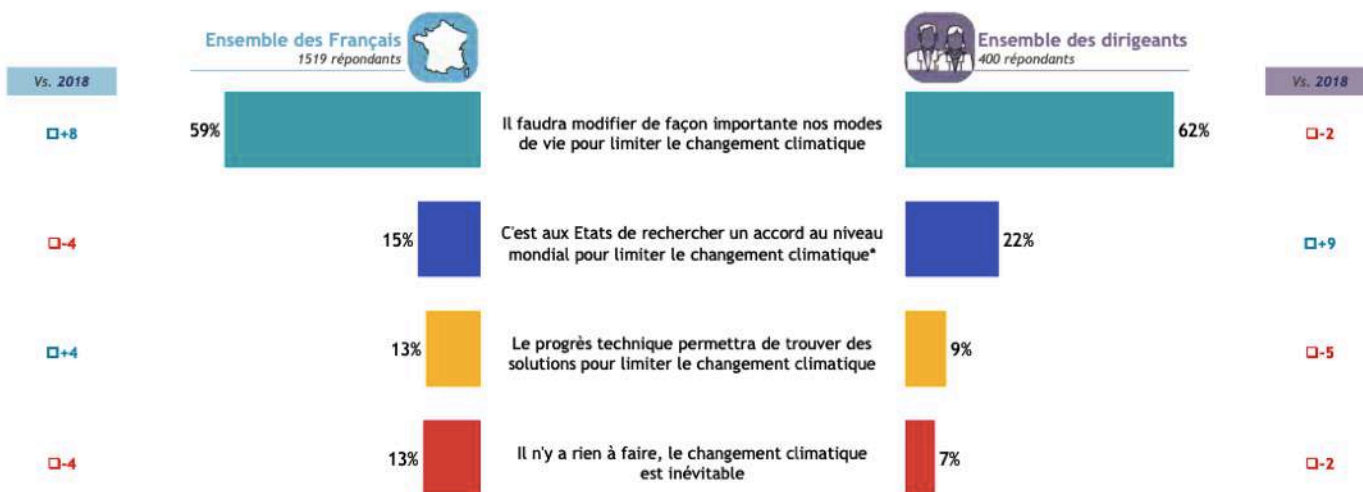 Ensemble des Français
1519 répondants
Ensemble des dirigeants
400 répondants
Vs. 2018
Vs. 2018
+8
59%
Il faudra modifier de façon importante nos modes
de vie pour limiter le changement climatique
62%
-2
-4
15%
C'est aux Etats de rechercher un accord au niveau
mondial pour limiter le changement climatique*
22%
+9
+4
13%
Le progrès technique permettra de trouver des
solutions pour limiter le changement climatique
9%
-5
-4
13%
Il n'y a rien à faire, le changement climatique
est inévitable
7%
-2